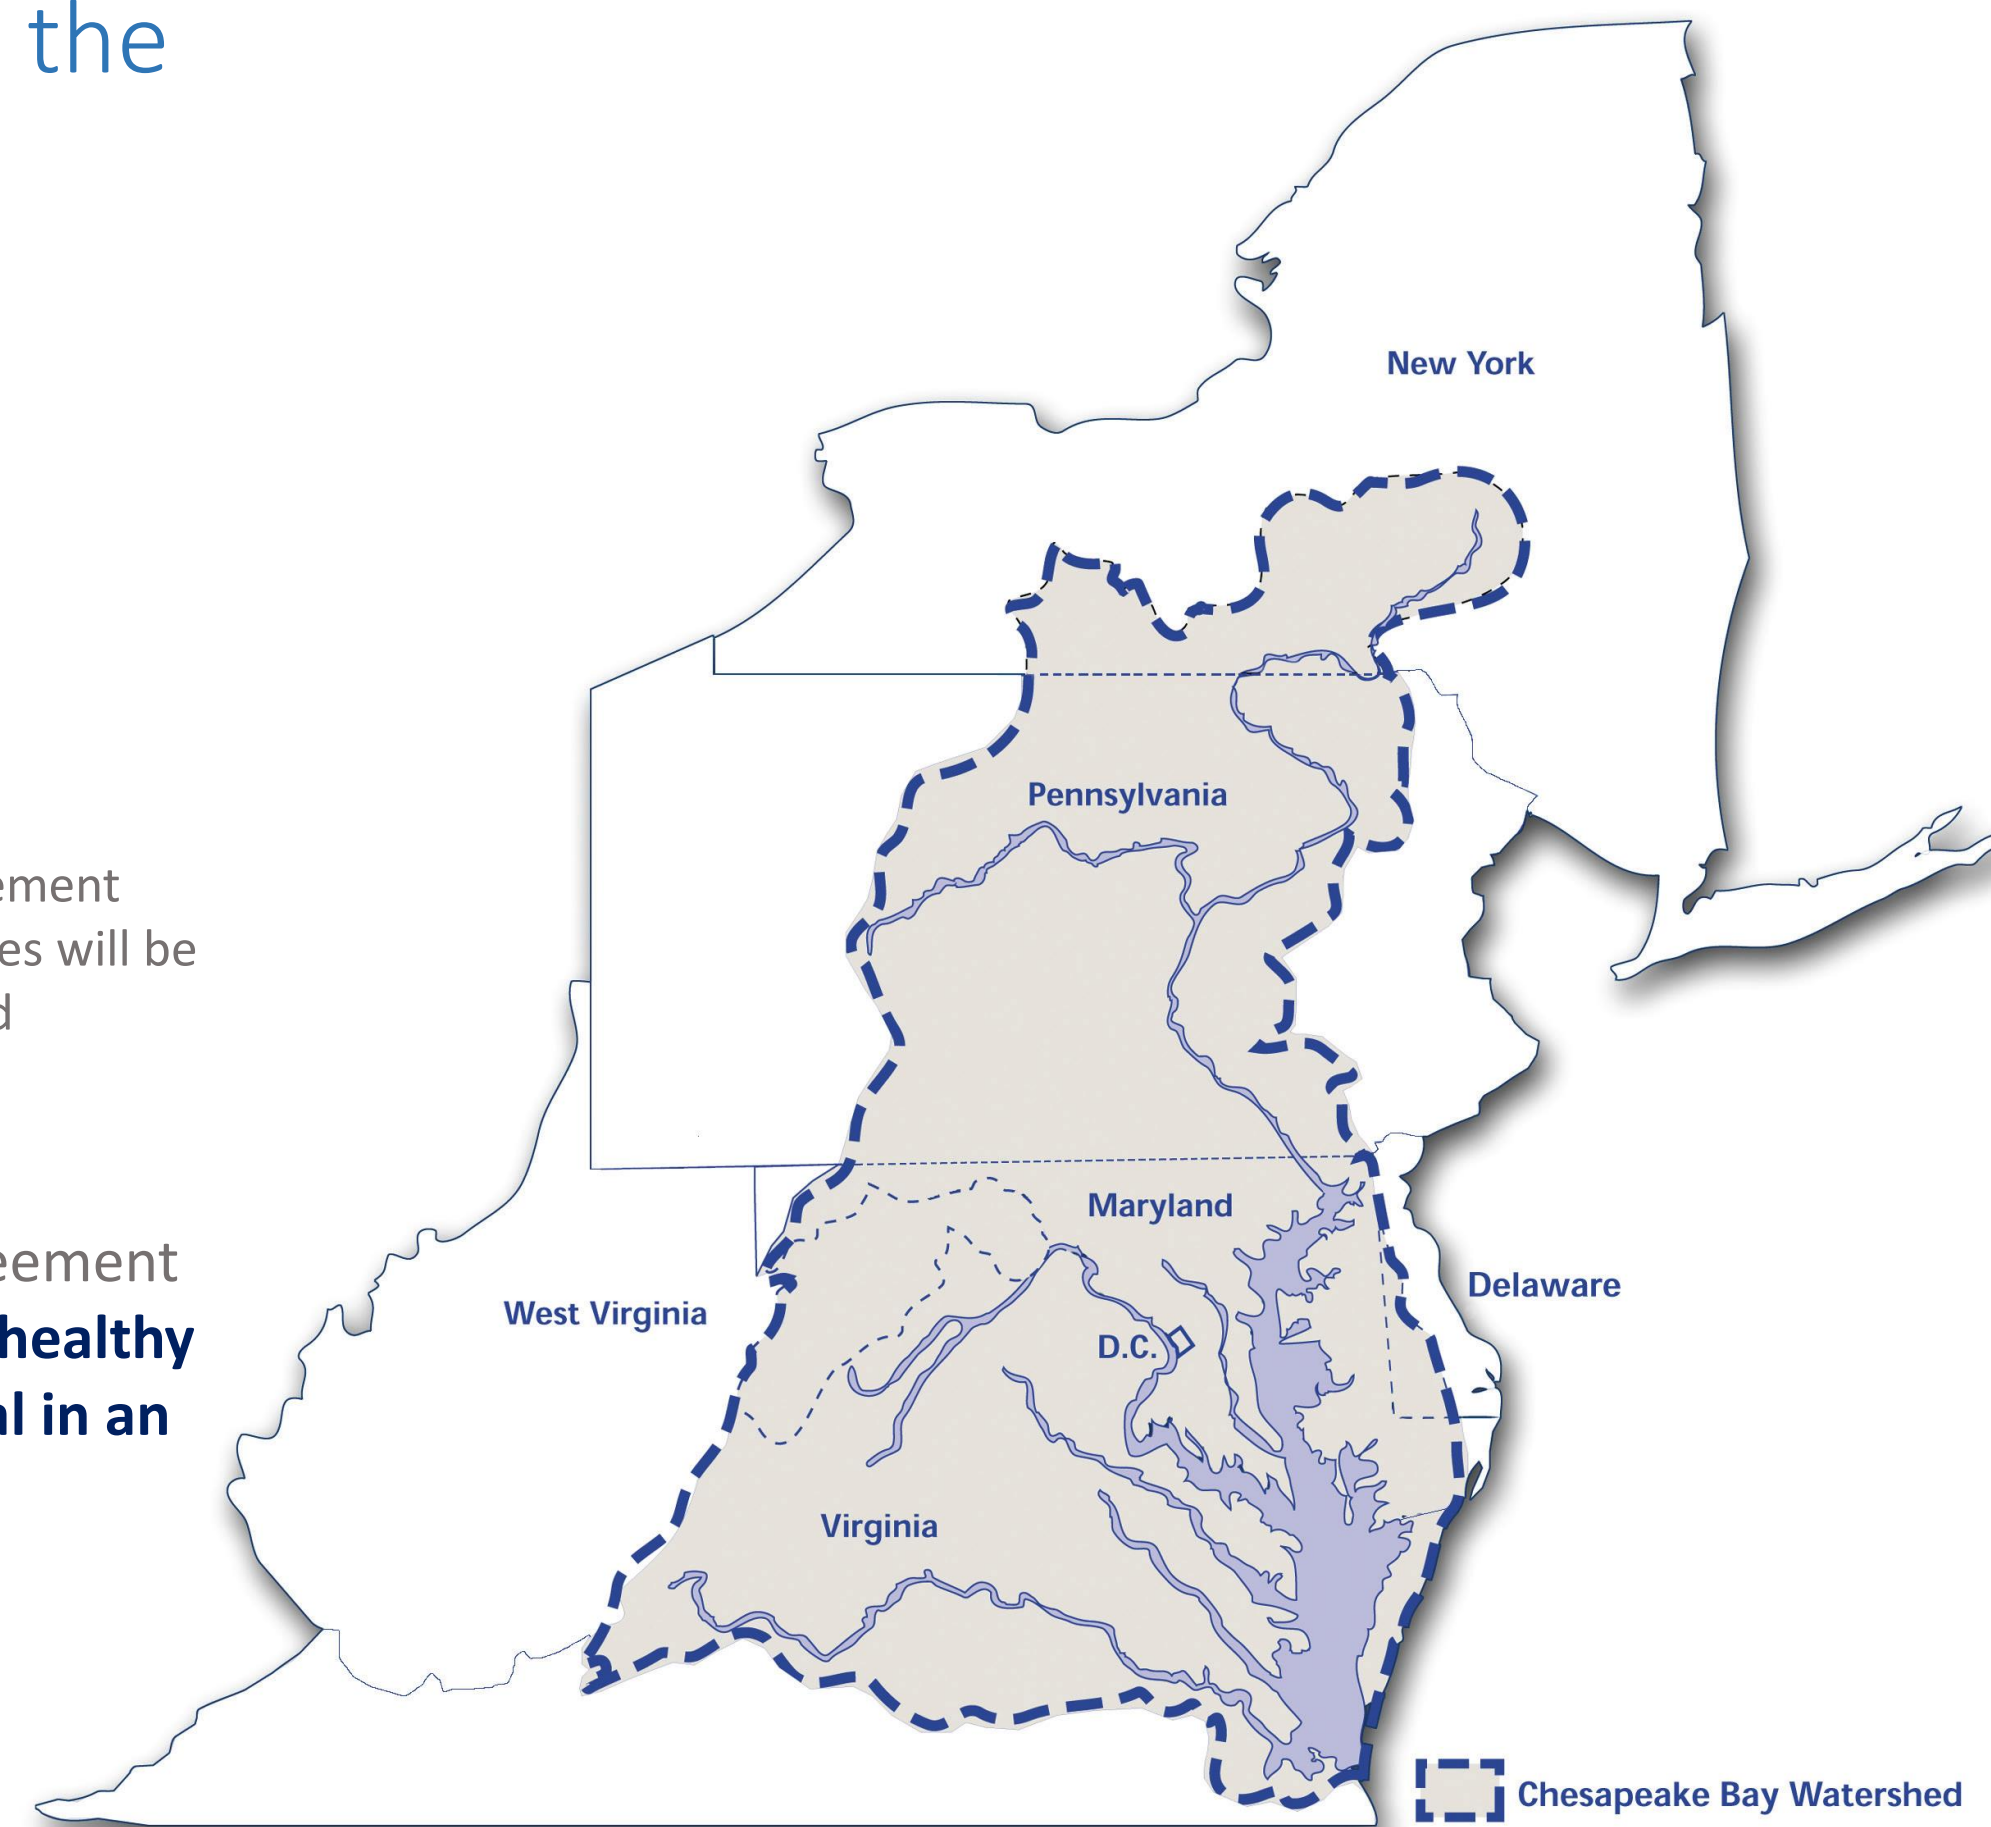 the
New York
Pennsylvania
ement
es will be
d
Maryland
eement
Delaware
West Virginia
healthy
D.C.
al in an
Virginia
Chesapeake Bay Watershed